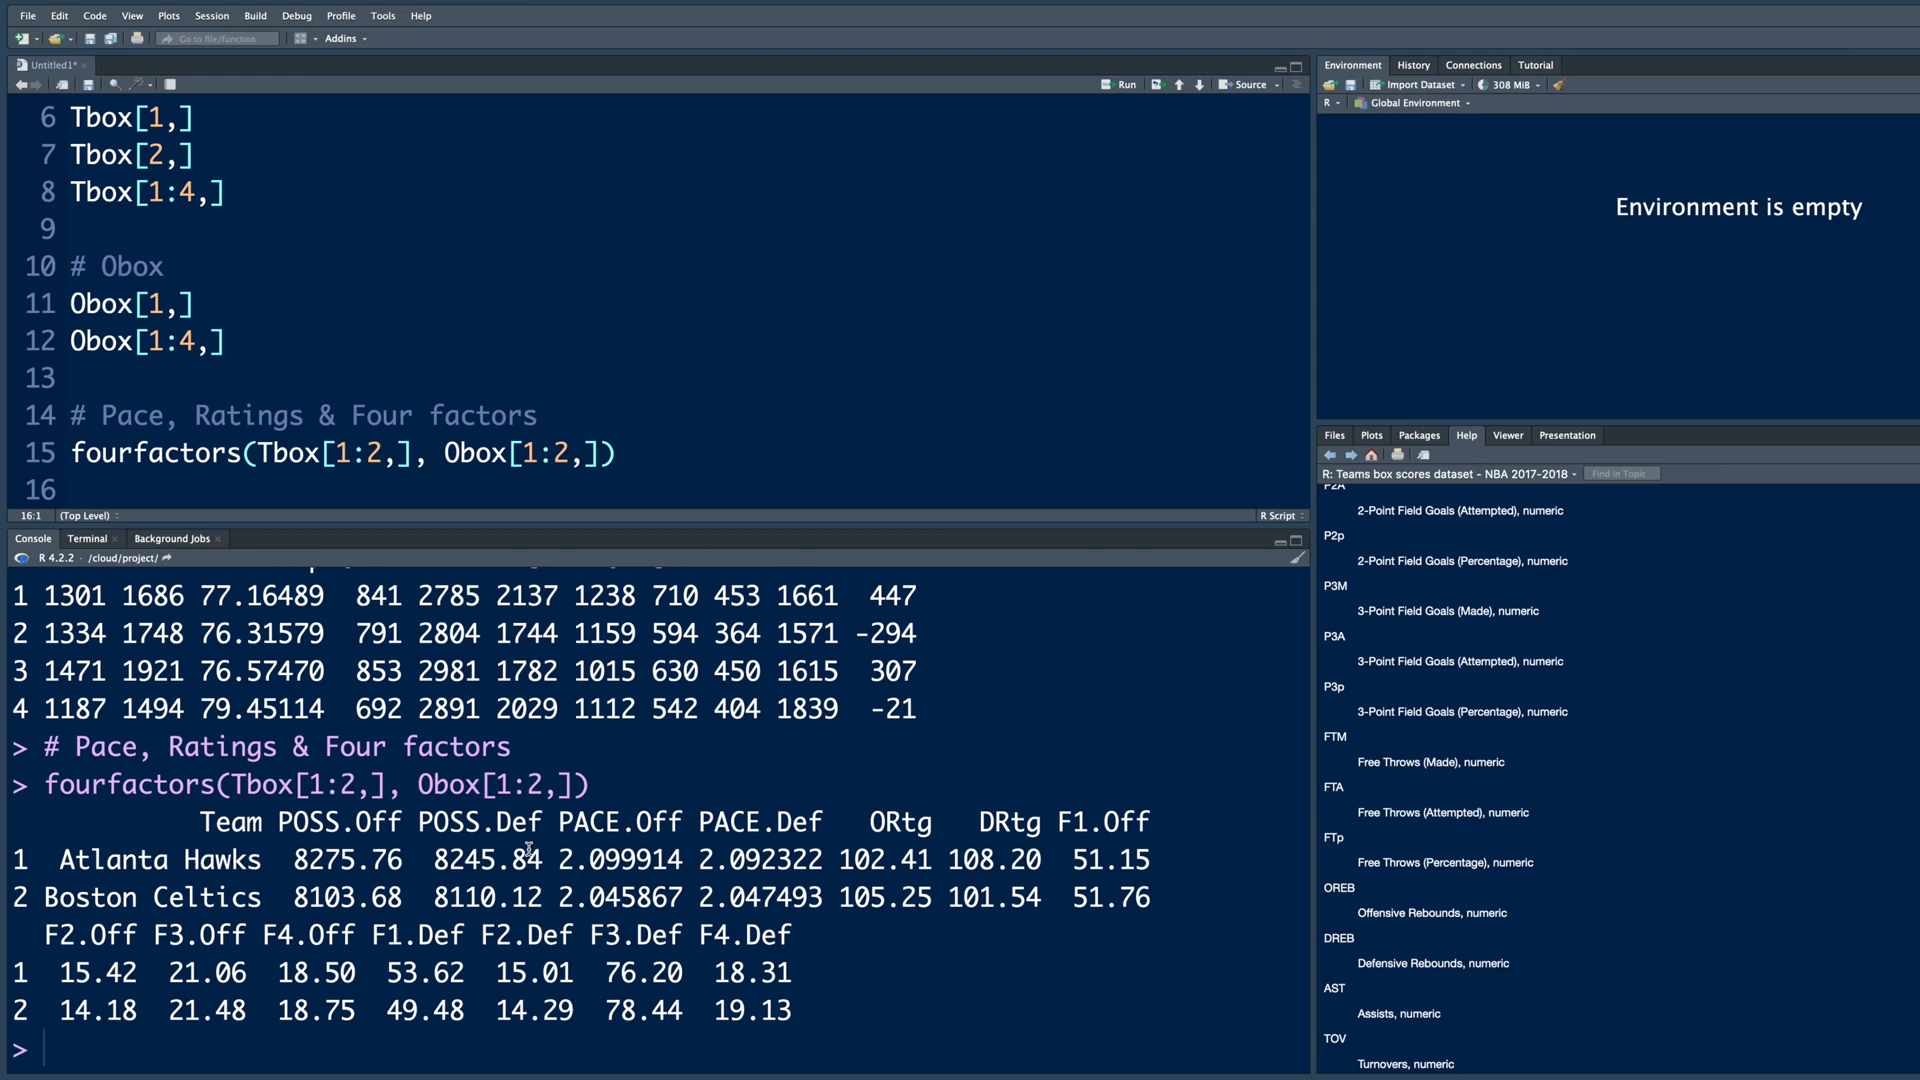 File Edit Code View Plots Session Build Debug Profile Tools Help
Go to file/function Addins
Untitled1*
Run Source
6 Tbox[1,]
7 Tbox[2,]
8 Tbox[1:4,]
9
10 # Obox
11 Obox[1,]
12 Obox[1:4,]
13
14 # Pace, Ratings & Four factors
15 fourfactors(Tbox[1:2,], Obox[1:2,])
16
16:1 (Top Level) R Script
Console Terminal Background Jobs
R 4.2.2 · /cloud/project/
1 1301 1686 77.16489 841 2785 2137 1238 710 453 1661 447
2 1334 1748 76.31579 791 2804 1744 1159 594 364 1571 -294
3 1471 1921 76.57470 853 2981 1782 1015 630 450 1615 307
4 1187 1494 79.45114 692 2891 2029 1112 542 404 1839 -21
> # Pace, Ratings & Four factors
> fourfactors(Tbox[1:2,], Obox[1:2,])
Team POSS.Off POSS.Def PACE.Off PACE.Def ORtg DRtg F1.Off
1 Atlanta Hawks 8275.76 8245.84 2.099914 2.092322 102.41 108.20 51.15
2 Boston Celtics 8103.68 8110.12 2.045867 2.047493 105.25 101.54 51.76
F2.Off F3.Off F4.Off F1.Def F2.Def F3.Def F4.Def
1 15.42 21.06 18.50 53.62 15.01 76.20 18.31
2 14.18 21.48 18.75 49.48 14.29 78.44 19.13
>
Environment History Connections Tutorial
Import Dataset 308 MiB
R Global Environment
Environment is empty
Files Plots Packages Help Viewer Presentation
R: Teams box scores dataset - NBA 2017-2018 Find in Topic
P2A
2-Point Field Goals (Attempted), numeric
P2p
2-Point Field Goals (Percentage), numeric
P3M
3-Point Field Goals (Made), numeric
P3A
3-Point Field Goals (Attempted), numeric
P3p
3-Point Field Goals (Percentage), numeric
FTM
Free Throws (Made), numeric
FTA
Free Throws (Attempted), numeric
FTp
Free Throws (Percentage), numeric
OREB
Offensive Rebounds, numeric
DREB
Defensive Rebounds, numeric
AST
Assists, numeric
TOV
Turnovers, numeric